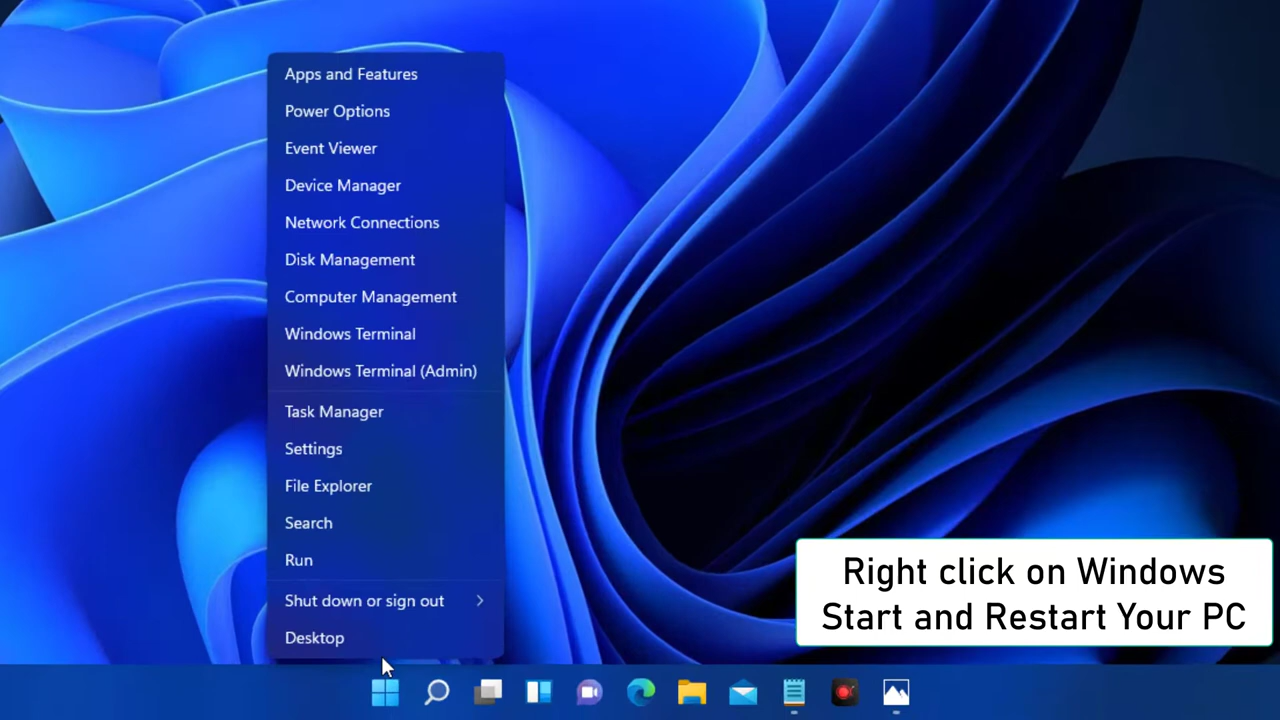 Apps and Features
Power Options
Event Viewer
Device Manager
Network Connections
Disk Management
Computer Management
Windows Terminal
Windows Terminal (Admin)
Task Manager
Settings
File Explorer
Search
Run
Shut down or sign out
Desktop
Right click on Windows
Start and Restart Your PC